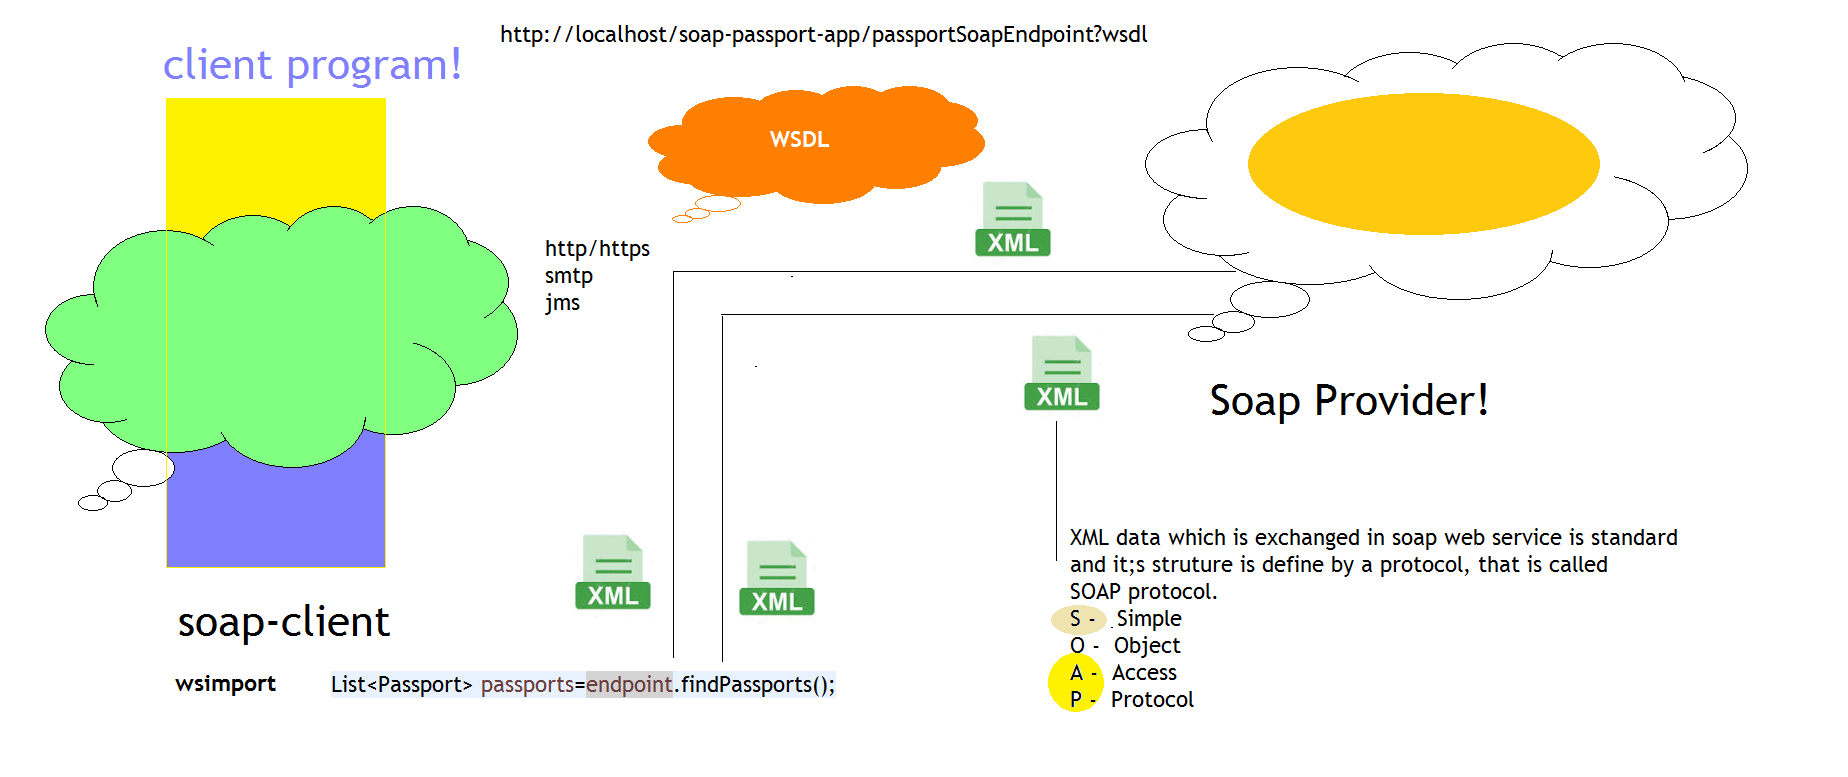 http://localhost/soap-passport-app/passportSoapEndpoint?wsdl
client program!
WSDL
XML
http/https
smtp
jms
XML
Soap Provider!
XML data which is exchanged in soap web service is standard
and it;s struture is define by a protocol, that is called
SOAP protocol.
S - Simple
O - Object
A - Access
P - Protocol
XML
XML
soap-client
wsimport
List<Passport> passports=endpoint.findPassports();